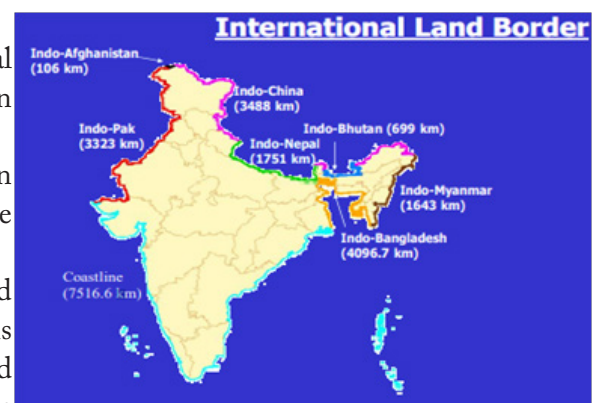 International Land Border
al
Indo-Afghanistan
(106 km)
n
Indo-China
(3488 km)
Indo-Pak
(3323 km)
Indo-Nepal
(1751 km)
Indo-Bhutan (699 km)
n
Indo-Myanmar
(1643 km)
e
Indo-Bangladesh
(4096.7 km)
Coastline
(7516.6 km)
d
s
d